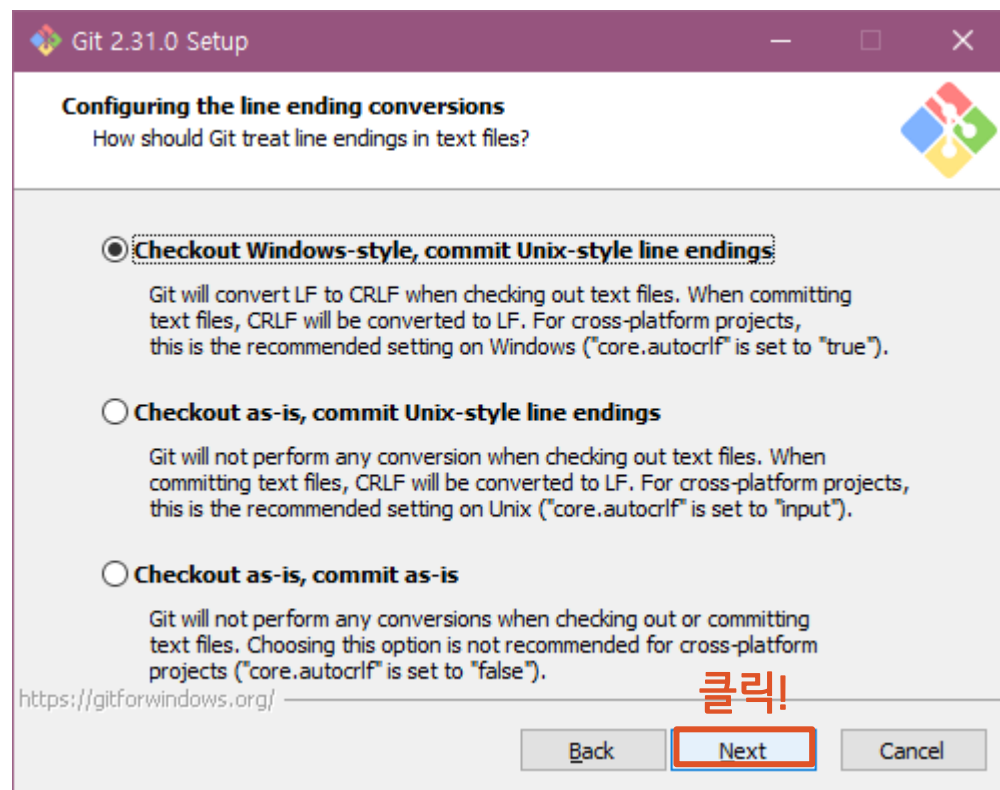 Git 2.31.0 Setup
Configuring the line ending conversions
How should Git treat line endings in text files?
Checkout Windows-style, commit Unix-style line endings
Git will convert LF to CRLF when checking out text files. When committing
text files, CRLF will be converted to LF. For cross-platform projects,
this is the recommended setting on Windows ("core.autocrlf" is set to "true").
Checkout as-is, commit Unix-style line endings
Git will not perform any conversion when checking out text files. When
committing text files, CRLF will be converted to LF. For cross-platform projects,
this is the recommended setting on Unix ("core.autocrlf" is set to "input").
Checkout as-is, commit as-is
Git will not perform any conversions when checking out or committing
text files. Choosing this option is not recommended for cross-platform
projects ("core.autocrlf" is set to "false").
클릭!
https://gitforwindows.org/
Back Next Cancel